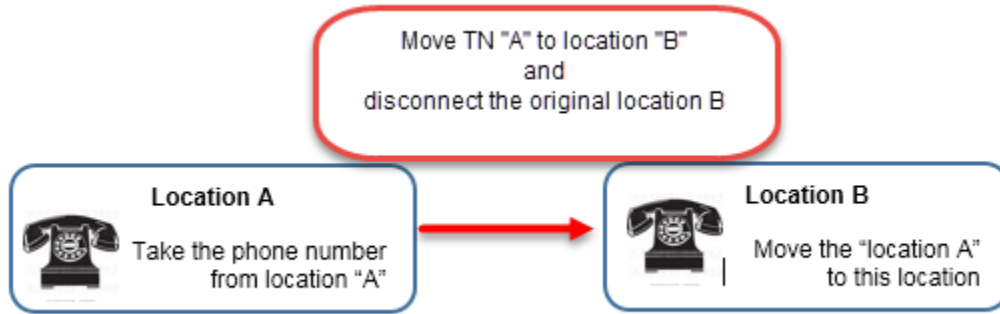 Move TN "A" to location "B"
and
disconnect the original location B
Location A
Take the phone number
from location “A”
Location B
Move the “location A”
to this location